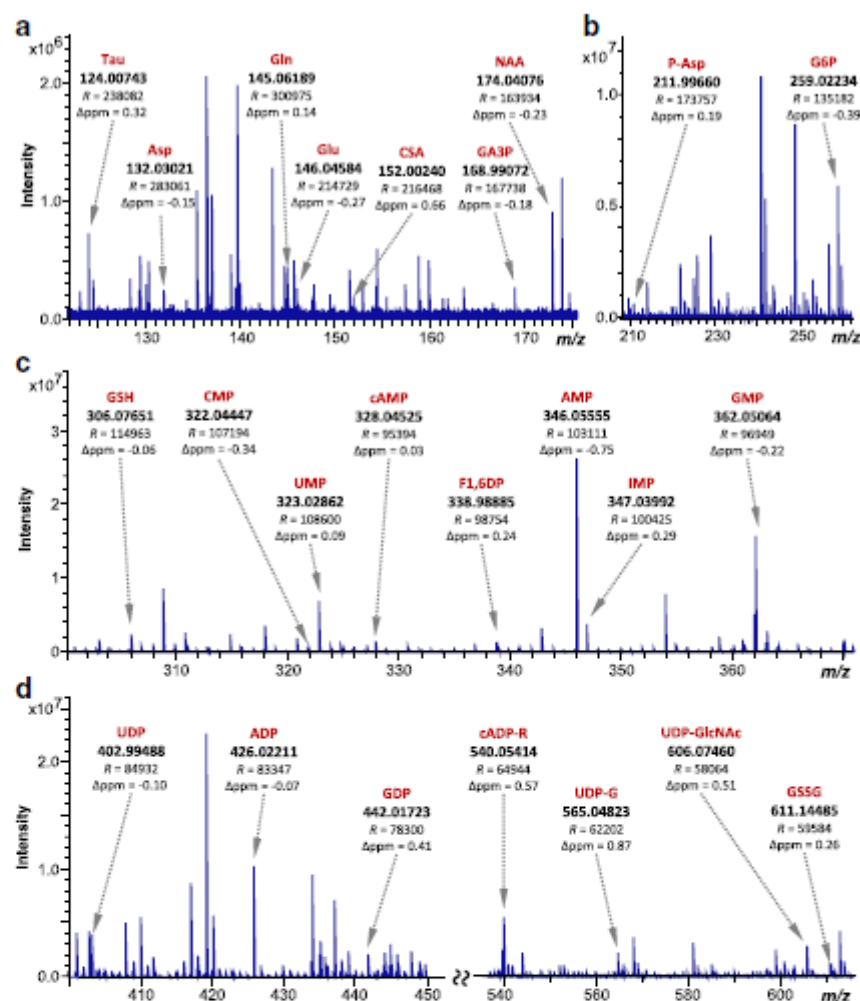 a
x10⁶
2.0
1.0
0.0
Intensity
Tau
124.00743
R = 238082
Δppm = 0.32
Asp
132.03021
R = 283061
Δppm = -0.15
Gln
145.06189
R = 300975
Δppm = 0.14
Glu
146.04584
R = 214729
Δppm = -0.27
CSA
152.00240
R = 216468
Δppm = 0.66
GA3P
168.99072
R = 167738
Δppm = -0.18
NAA
174.04076
R = 163934
Δppm = -0.23
130 140 150 160 170 m/z
b
x10⁷
1.0
0.5
0.0
P-Asp
211.99660
R = 173757
Δppm = 0.19
G6P
259.02234
R = 135182
Δppm = -0.39
210 230 250 m/z
c
x10⁷
3
2
1
0
Intensity
GSH
306.07651
R = 114963
Δppm = -0.06
CMP
322.04447
R = 107194
Δppm = -0.34
UMP
323.02862
R = 108600
Δppm = 0.09
cAMP
328.04525
R = 95394
Δppm = 0.03
F1,6DP
338.98885
R = 98754
Δppm = 0.24
AMP
346.05555
R = 103111
Δppm = -0.75
IMP
347.03992
R = 100425
Δppm = 0.29
GMP
362.05064
R = 96949
Δppm = -0.22
310 320 330 340 350 360 m/z
d
x10⁷
2.0
1.0
0.0
Intensity
UDP
402.99488
R = 84932
Δppm = -0.10
ADP
426.02211
R = 83347
Δppm = -0.07
GDP
442.01723
R = 78300
Δppm = 0.41
cADP-R
540.05414
R = 64944
Δppm = 0.57
UDP-G
565.04823
R = 62202
Δppm = 0.87
UDP-GlcNAc
606.07460
R = 58064
Δppm = 0.51
GSSG
611.14485
R = 59584
Δppm = 0.26
410 420 430 440 450 540 560 580 600 m/z